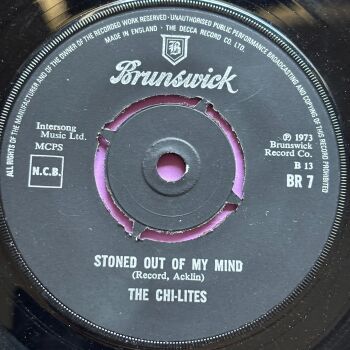 ALL RIGHTS OF THE MANUFACTURER AND OF THE OWNER OF THE RECORDED WORK RESERVED · UNAUTHORISED PUBLIC PERFORMANCE BROADCASTING AND COPYING OF THIS RECORD PROHIBITED
MADE IN ENGLAND · THE DECCA RECORD CO. LTD.
B
Brunswick
Intersong
Music Ltd.
MCPS
N.C.B.
℗ 1973
Brunswick
Record Co.
B 13
BR 7
STONED OUT OF MY MIND
(Record, Acklin)
THE CHI-LITES